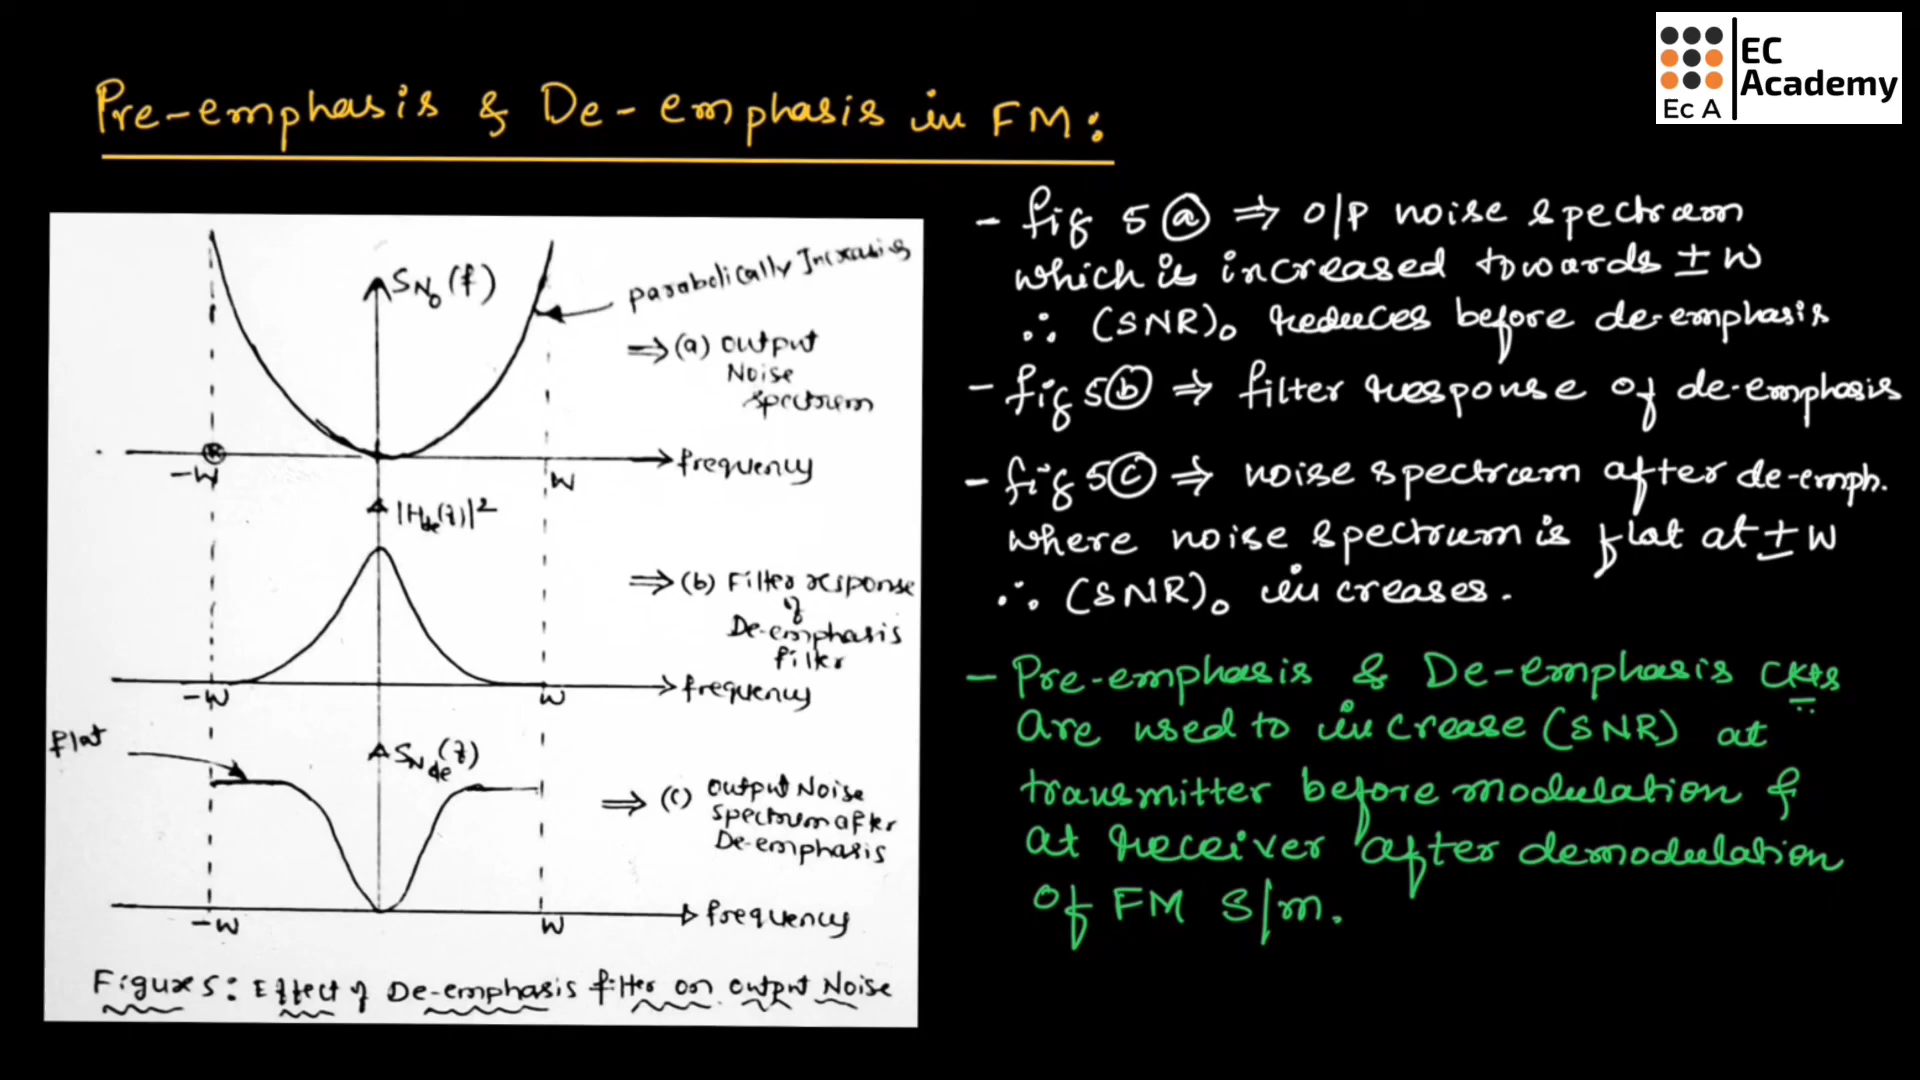 EC
Academy
Ec A
Pre-emphasis & De-emphasis in FM:
SN0(f)
parabolically Increasing
⇒ (a) output
Noise
spectrum
-W
W
frequency
|Hde(f)|²
⇒ (b) Filter response
of
De-emphasis
filter
-W
W
frequency
flat
SNde(f)
⇒ (c) output Noise
spectrum after
De-emphasis
-W
W
frequency
Figure 5: Effect of De-emphasis filter on output Noise
- fig 5 (a) ⇒ O/P noise spectrum
which is increased towards ± W
∴ (SNR)o reduces before de-emphasis
- fig 5 (b) ⇒ filter response of de-emphasis
- fig 5 (c) ⇒ noise spectrum after de-emph.
where noise spectrum is flat at ± W
∴ (SNR)o increases.
- Pre-emphasis & De-emphasis ckts
are used to increase (SNR) at
transmitter before modulation &
at receiver after demodulation
of FM S/m.